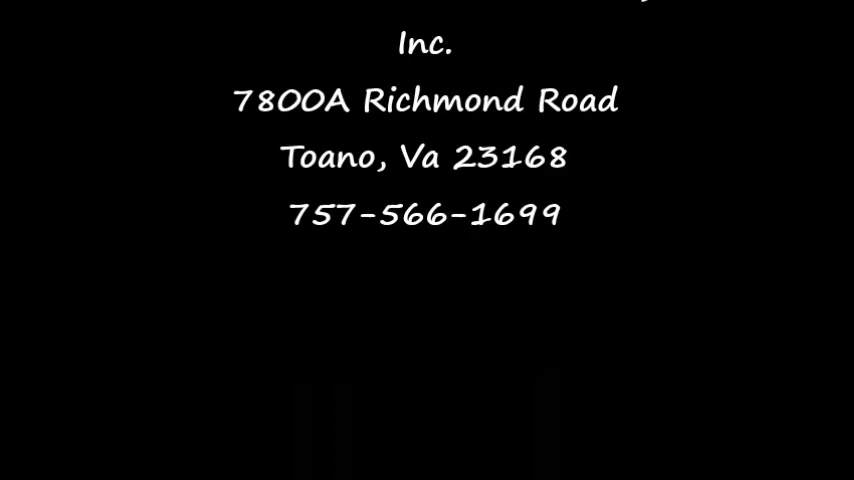 Inc.
7800A Richmond Road
Toano, Va 23168
757-566-1699